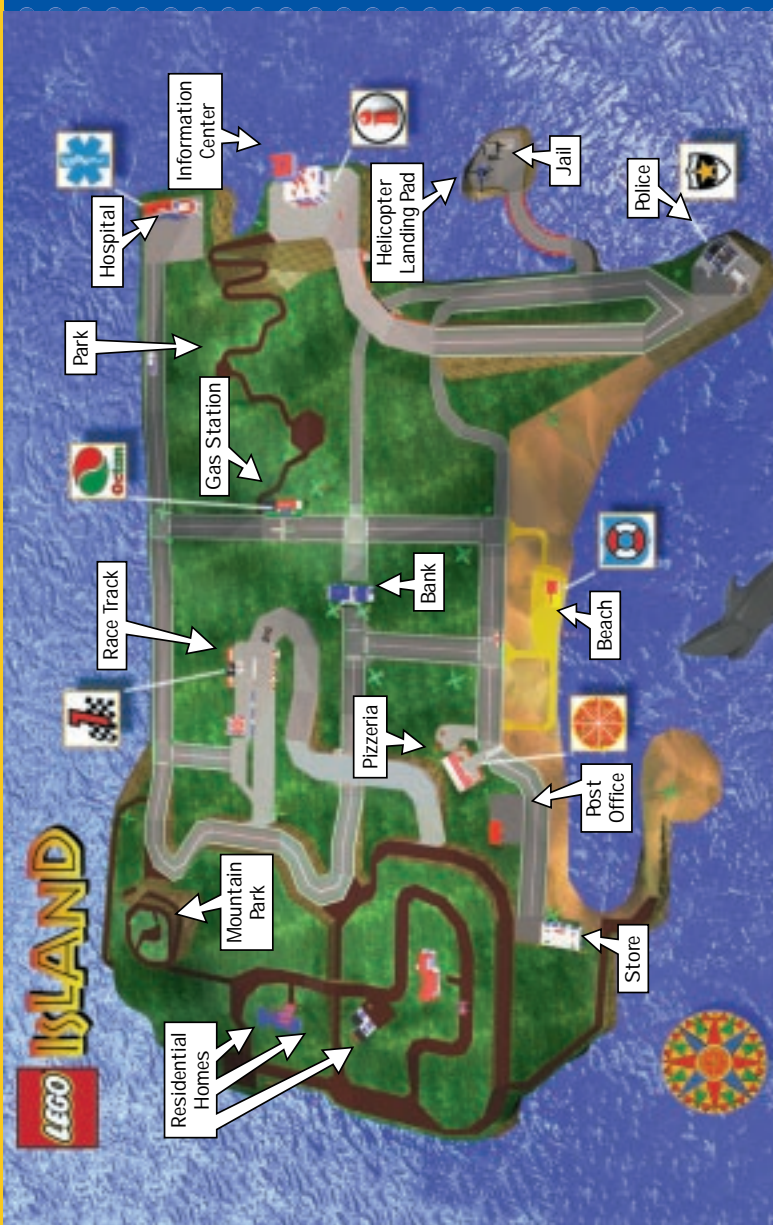 LEGO
ISLAND
Park
1
Octan
Hospital
Race Track
Residential
Homes
Information
Center
Gas Station
Mountain
Park
Pizzeria
i
Helicopter
Landing Pad
Bank
Jail
Post
Office
Beach
Store
Police